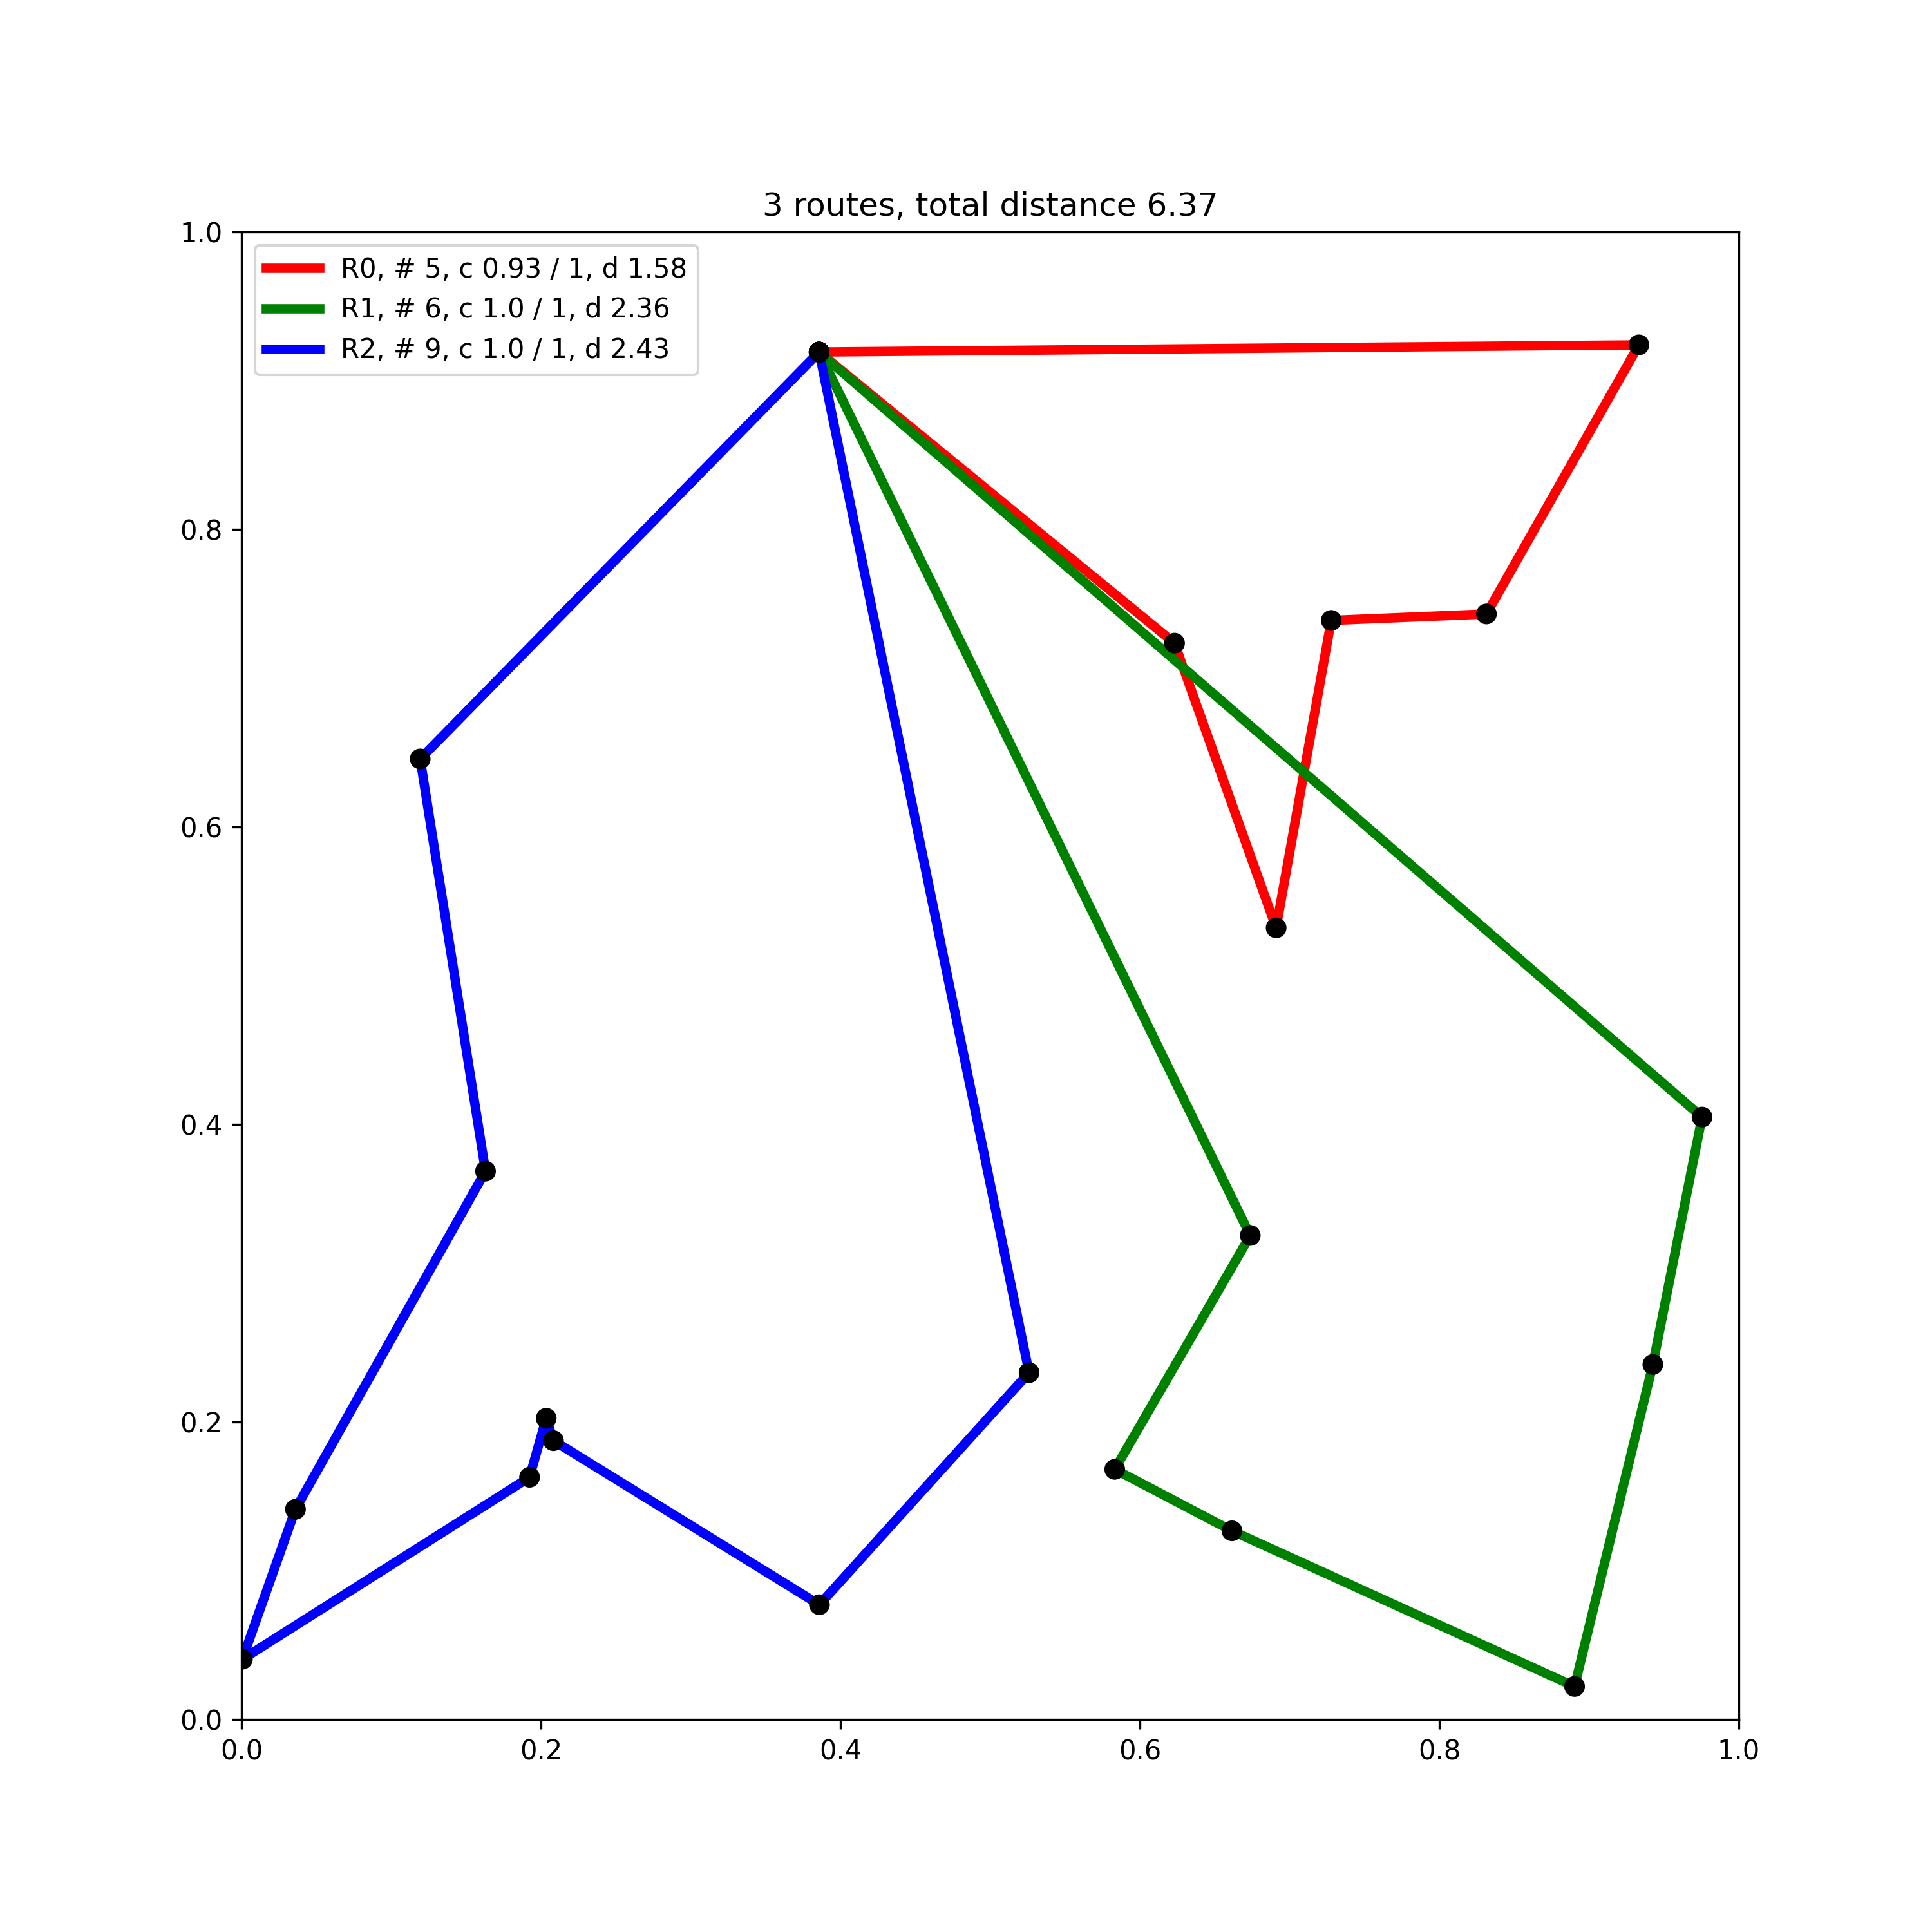 3 routes, total distance 6.37
1.0
R0, # 5, c 0.93 / 1, d 1.58
R1, # 6, c 1.0 / 1, d 2.36
R2, # 9, c 1.0 / 1, d 2.43
0.8
0.6
0.4
0.2
0.0
0.0 0.2 0.4 0.6 0.8 1.0